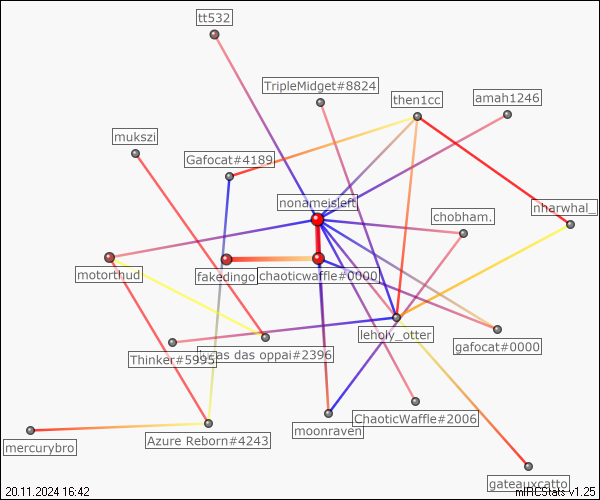 tt532
TripleMidget#8824
amah1246
then1cc
mukszi
Gafocat#4189
nonameisleft
nharwhal_
chobham.
motorthud
fakedingo
Chaoticwaffle#0000
leholy_otter
gafocat#0000
Thinker#5995
das oppai#2396
ChaoticWaffle#2006
moonraven
Azure Reborn#4243
mercurybro
gateauxcatto
20.11.2024 16:42
mIRCStats v1.25